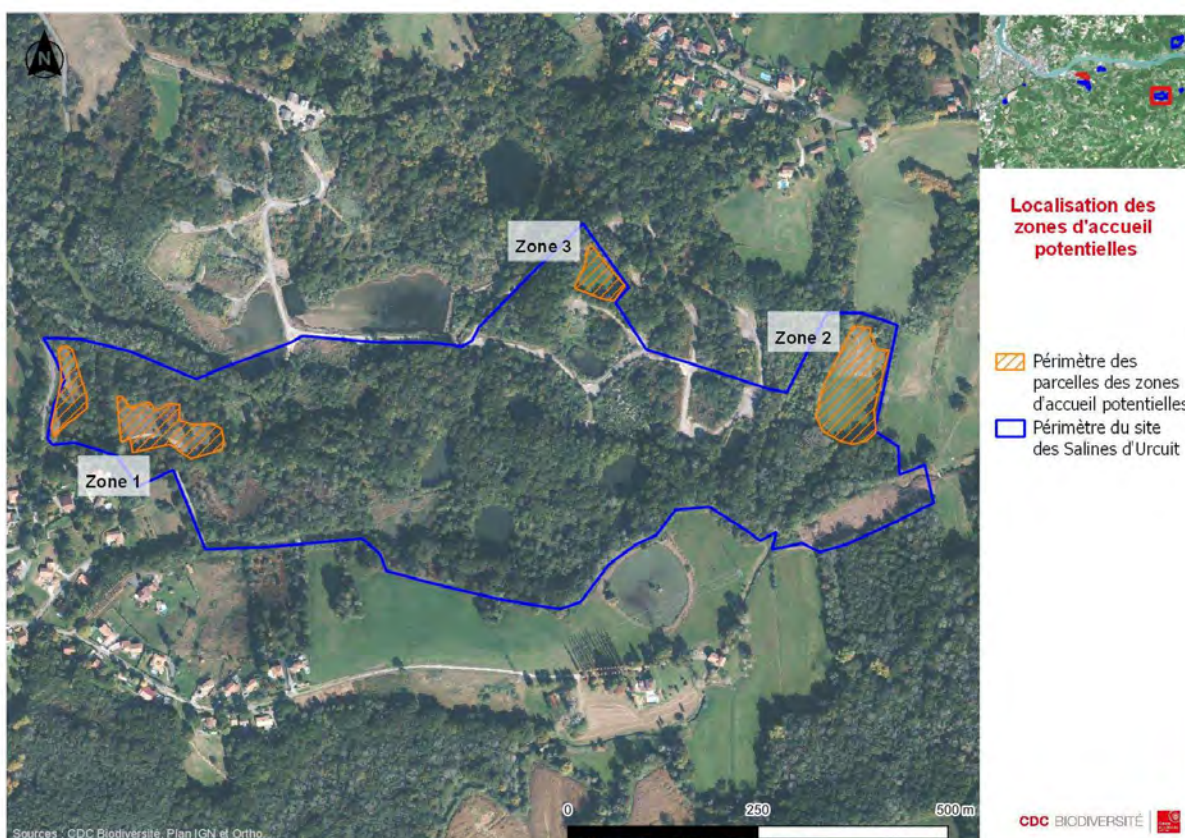 N
Zone 3
Zone 2
Zone 1
0 250 500 m
Sources : CDC Biodiversité, Plan IGN et Ortho
Localisation des
zones d'accueil
potentielles
Périmètre des
parcelles des zones
d'accueil potentielles
Périmètre du site
des Salines d'Urcuit
CDC BIODIVERSITÉ